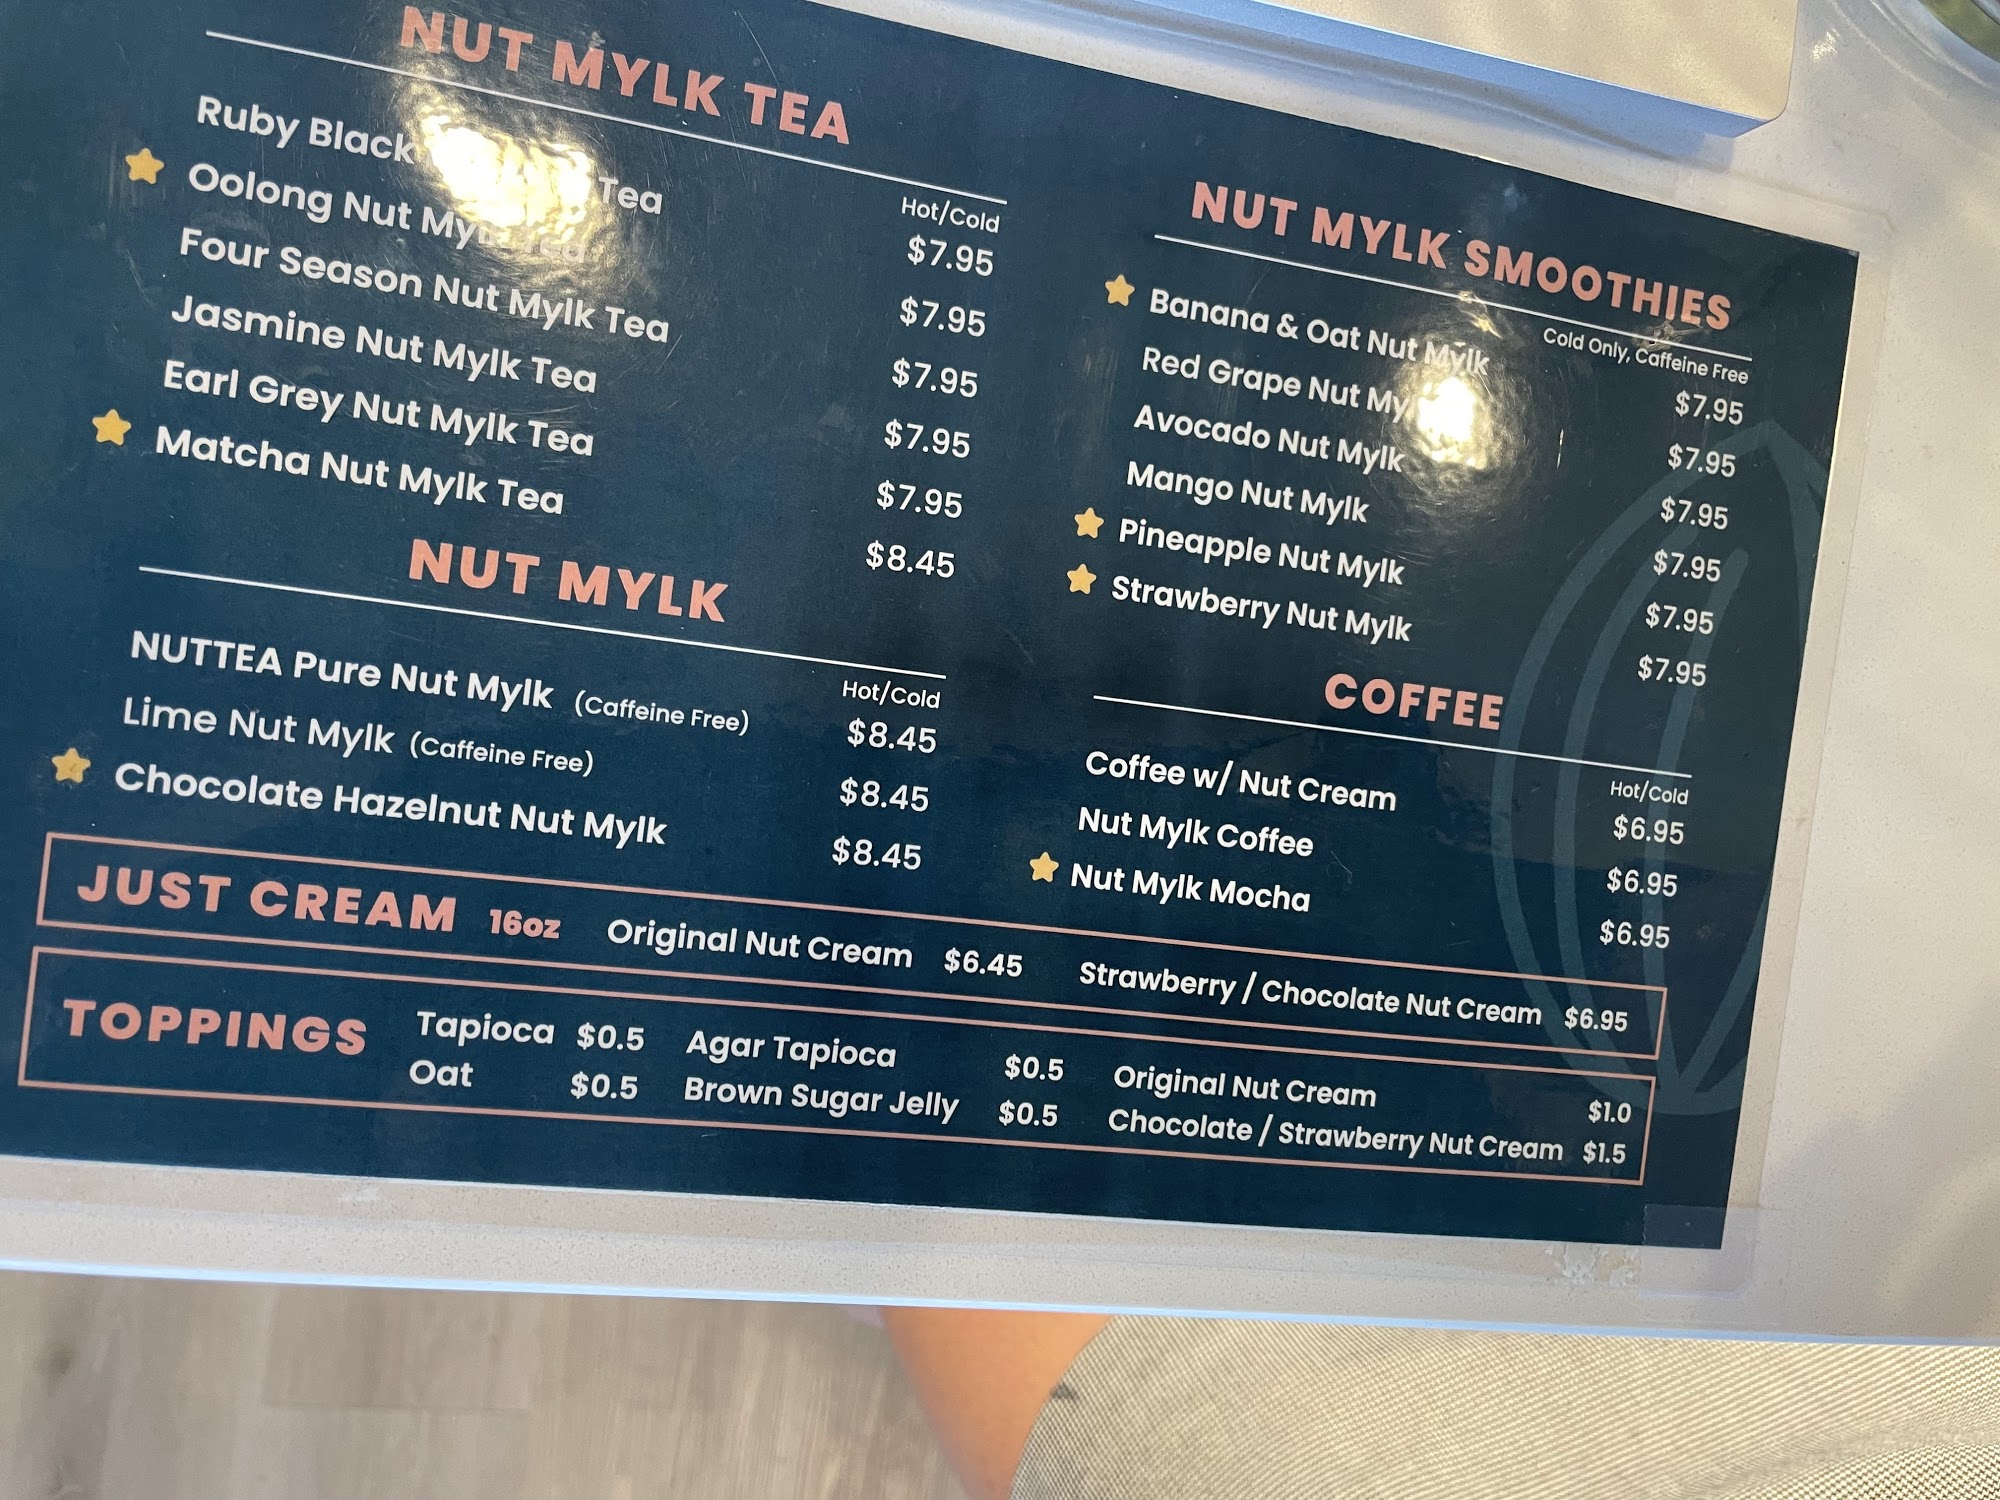 NUT MYLK TEA
Hot/Cold
Ruby Black Tea $7.95
Oolong Nut Mylk Tea $7.95
Four Season Nut Mylk Tea $7.95
Jasmine Nut Mylk Tea $7.95
Earl Grey Nut Mylk Tea $7.95
Matcha Nut Mylk Tea $8.45
NUT MYLK
Hot/Cold
NUTTEA Pure Nut Mylk (Caffeine Free) $8.45
Lime Nut Mylk (Caffeine Free) $8.45
Chocolate Hazelnut Nut Mylk $8.45
NUT MYLK SMOOTHIES
Cold Only, Caffeine Free
Banana & Oat Nut Mylk $7.95
Red Grape Nut Mylk $7.95
Avocado Nut Mylk $7.95
Mango Nut Mylk $7.95
Pineapple Nut Mylk $7.95
Strawberry Nut Mylk $7.95
COFFEE
Hot/Cold
Coffee w/ Nut Cream $6.95
Nut Mylk Coffee $6.95
Nut Mylk Mocha $6.95
JUST CREAM 16oz Original Nut Cream $6.45 Strawberry / Chocolate Nut Cream $6.95
TOPPINGS
Tapioca $0.5 Agar Tapioca $0.5 Original Nut Cream $1.0
Oat $0.5 Brown Sugar Jelly $0.5 Chocolate / Strawberry Nut Cream $1.5